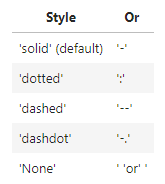 Style Or
'solid' (default) '-'
'dotted' ':'
'dashed' '--'
'dashdot' '-.'
'None' '' 'or' '